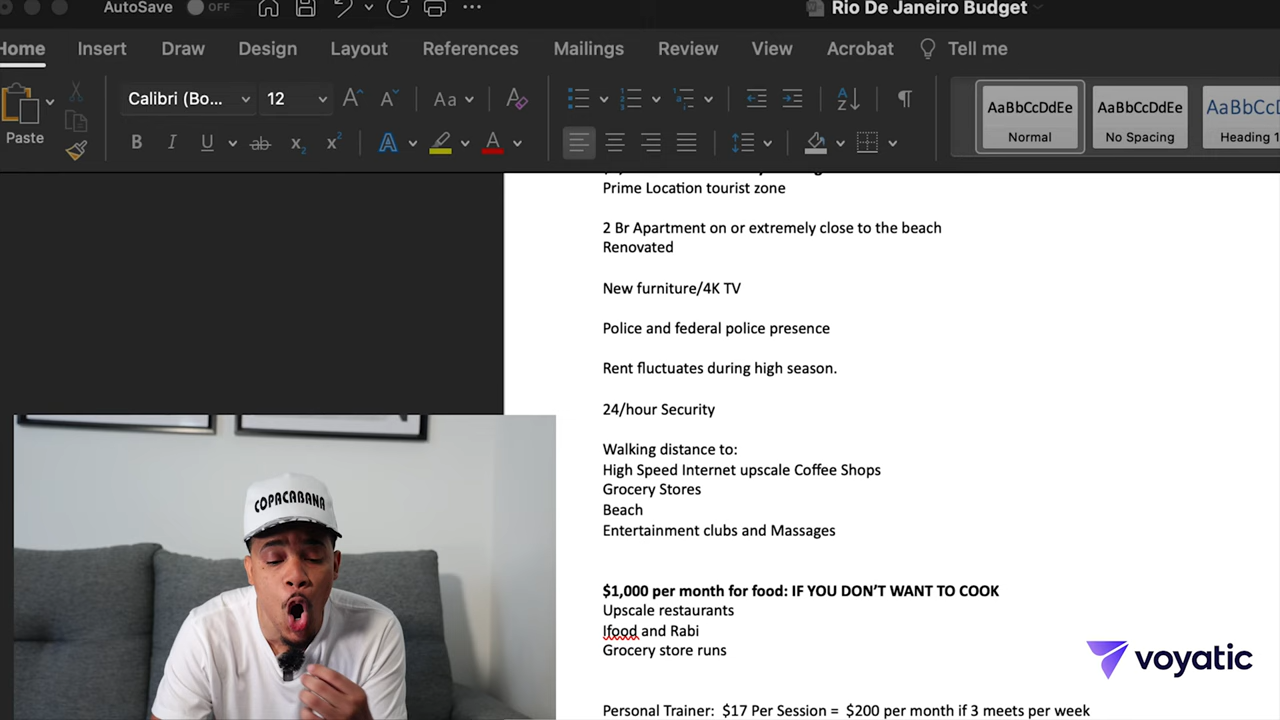 AutoSave OFF
Rio De Janeiro Budget
Home Insert Draw Design Layout References Mailings Review View Acrobat Tell me
Paste
Calibri (Bo... 12
AaBbCcDdEe AaBbCcDdEe AaBbCcD
Normal No Spacing Heading 1
Prime Location tourist zone
2 Br Apartment on or extremely close to the beach
Renovated
New furniture/4K TV
Police and federal police presence
Rent fluctuates during high season.
24/hour Security
Walking distance to:
High Speed Internet upscale Coffee Shops
Grocery Stores
Beach
Entertainment clubs and Massages
$1,000 per month for food: IF YOU DON’T WANT TO COOK
Upscale restaurants
Ifood and Rabi
Grocery store runs
Personal Trainer: $17 Per Session = $200 per month if 3 meets per week
COPACABANA
voyatic